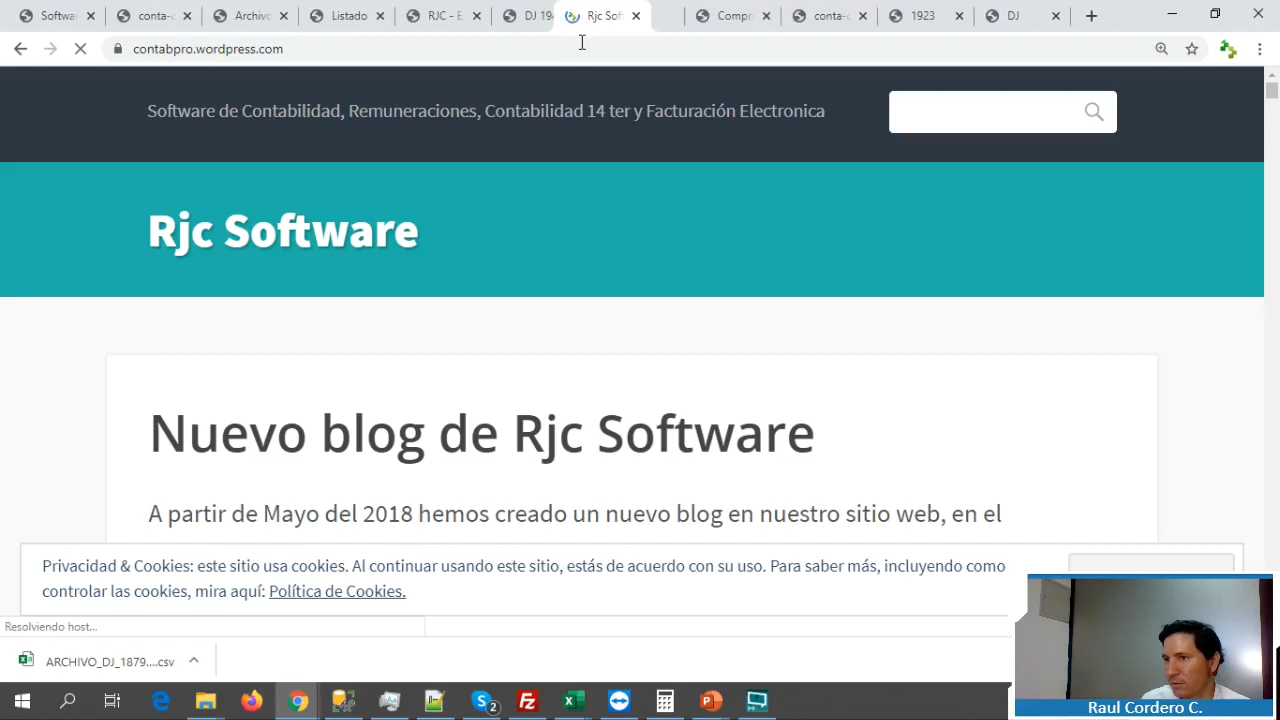 Softwa
conta-c
Archivo
Listado
RJC - E
DJ 194
Rjc Soft
Compr
conta-c
1923
DJ
contabpro.wordpress.com
Software de Contabilidad, Remuneraciones, Contabilidad 14 ter y Facturación Electronica
Rjc Software
Nuevo blog de Rjc Software
A partir de Mayo del 2018 hemos creado un nuevo blog en nuestro sitio web, en el
Privacidad & Cookies: este sitio usa cookies. Al continuar usando este sitio, estás de acuerdo con su uso. Para saber más, incluyendo como
controlar las cookies, mira aquí: Política de Cookies.
Resolviendo host...
ARCHIVO_DJ_1879....csv
2
Raul Cordero C.